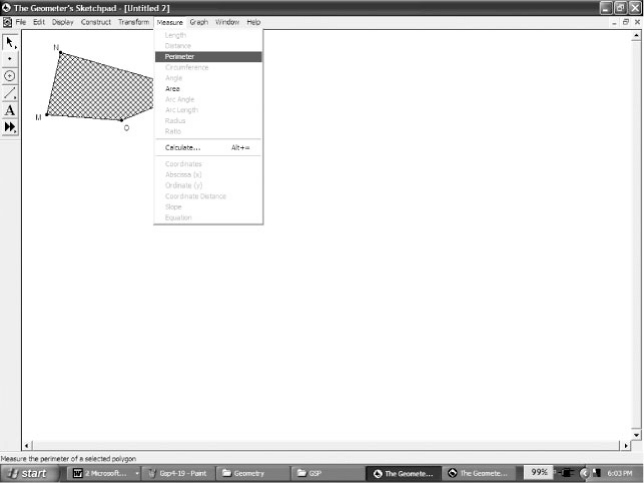 The Geometer's Sketchpad - [Untitled 2]
File Edit Display Construct Transform Measure Graph Window Help
Length
Distance
Perimeter
Circumference
Angle
Area
Arc Angle
Arc Length
Radius
Ratio
Calculate... Alt+=
Coordinates
Abscissa (x)
Ordinate (y)
Coordinate Distance
Slope
Equation
N
M
O
A
Measure the perimeter of a selected polygon
start 2 Microsoft... Gsp4-19 - Paint Geometry GSP The Geomete... The Geomete... 99% 6:03 PM